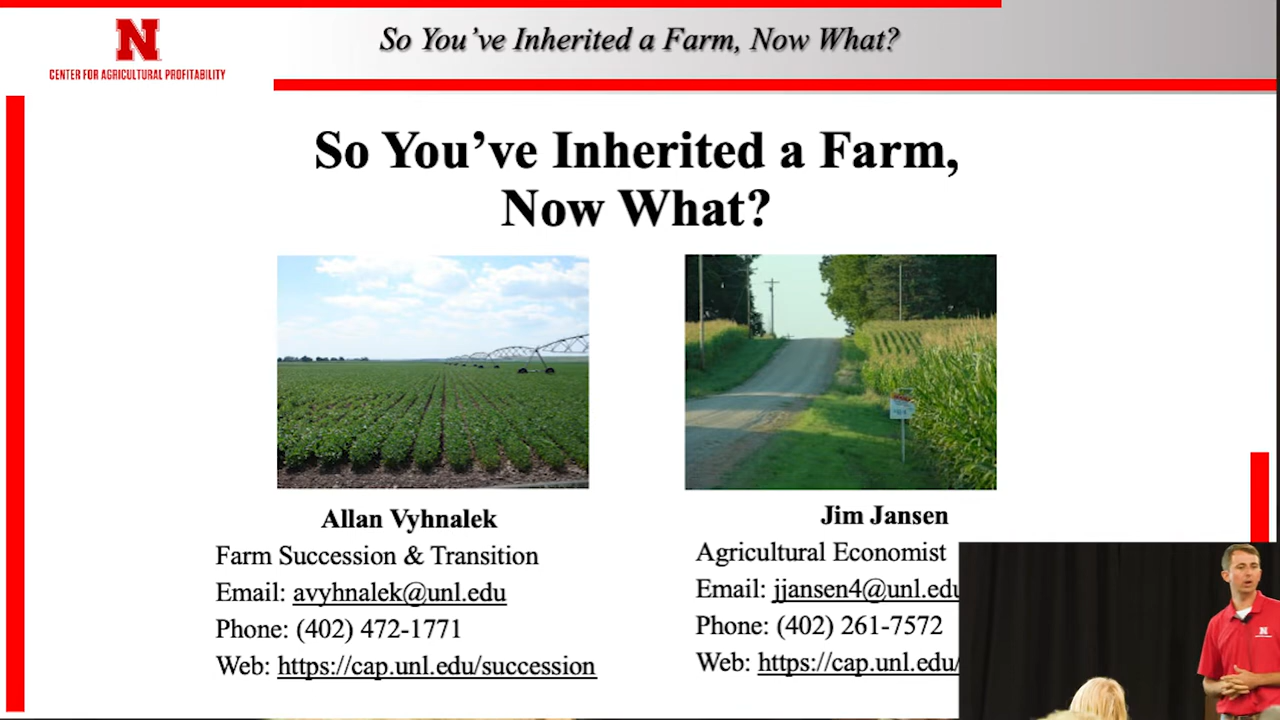 N
CENTER FOR AGRICULTURAL PROFITABILITY
So You've Inherited a Farm, Now What?
So You've Inherited a Farm,
Now What?
Allan Vyhnalek
Farm Succession & Transition
Email: avyhnalek@unl.edu
Phone: (402) 472-1771
Web: https://cap.unl.edu/succession
Jim Jansen
Agricultural Economist
Email: jjansen4@unl.edu
Phone: (402) 261-7572
Web: https://cap.unl.edu/
N